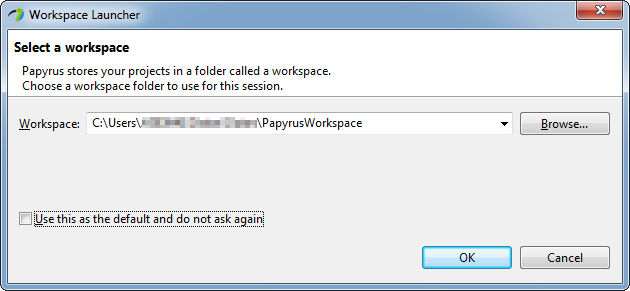 Workspace Launcher
Select a workspace
Papyrus stores your projects in a folder called a workspace.
Choose a workspace folder to use for this session.
Workspace: C:\Users\ \PapyrusWorkspace Browse...
Use this as the default and do not ask again
OK Cancel